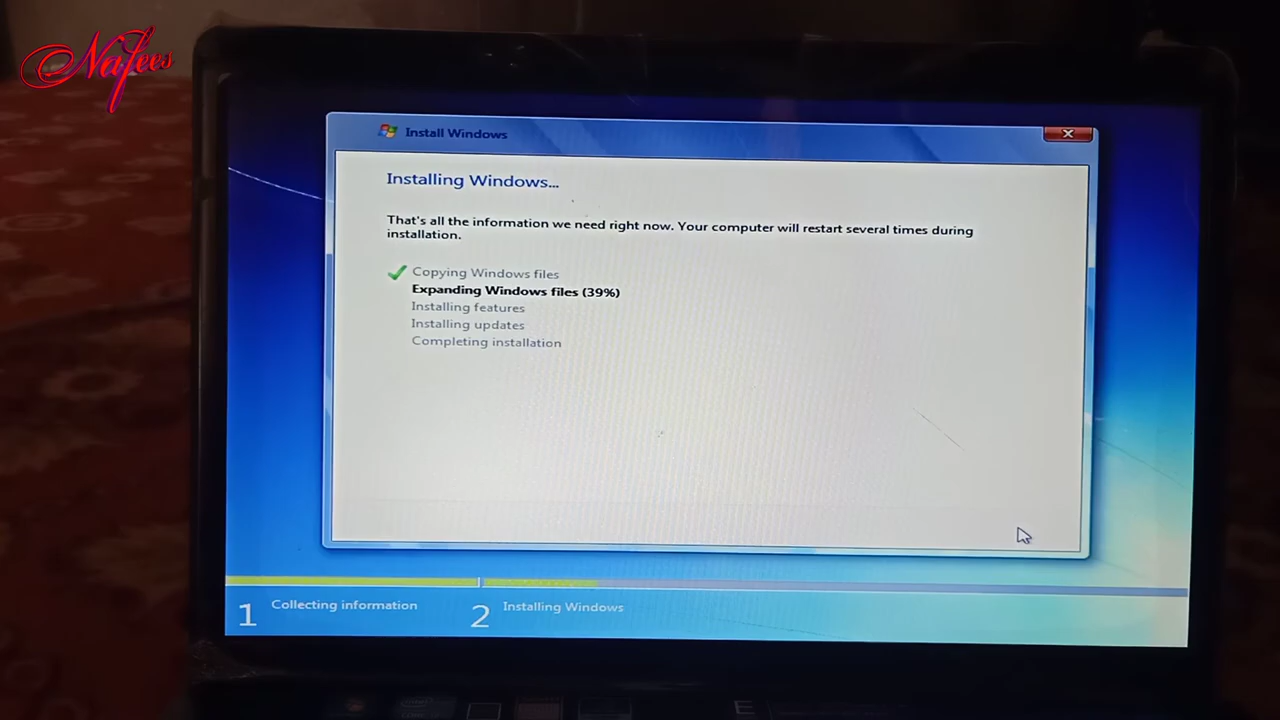 Nafees
Install Windows
Installing Windows...
That's all the information we need right now. Your computer will restart several times during
installation.
Copying Windows files
Expanding Windows files (39%)
Installing features
Installing updates
Completing installation
1 Collecting information
2 Installing Windows